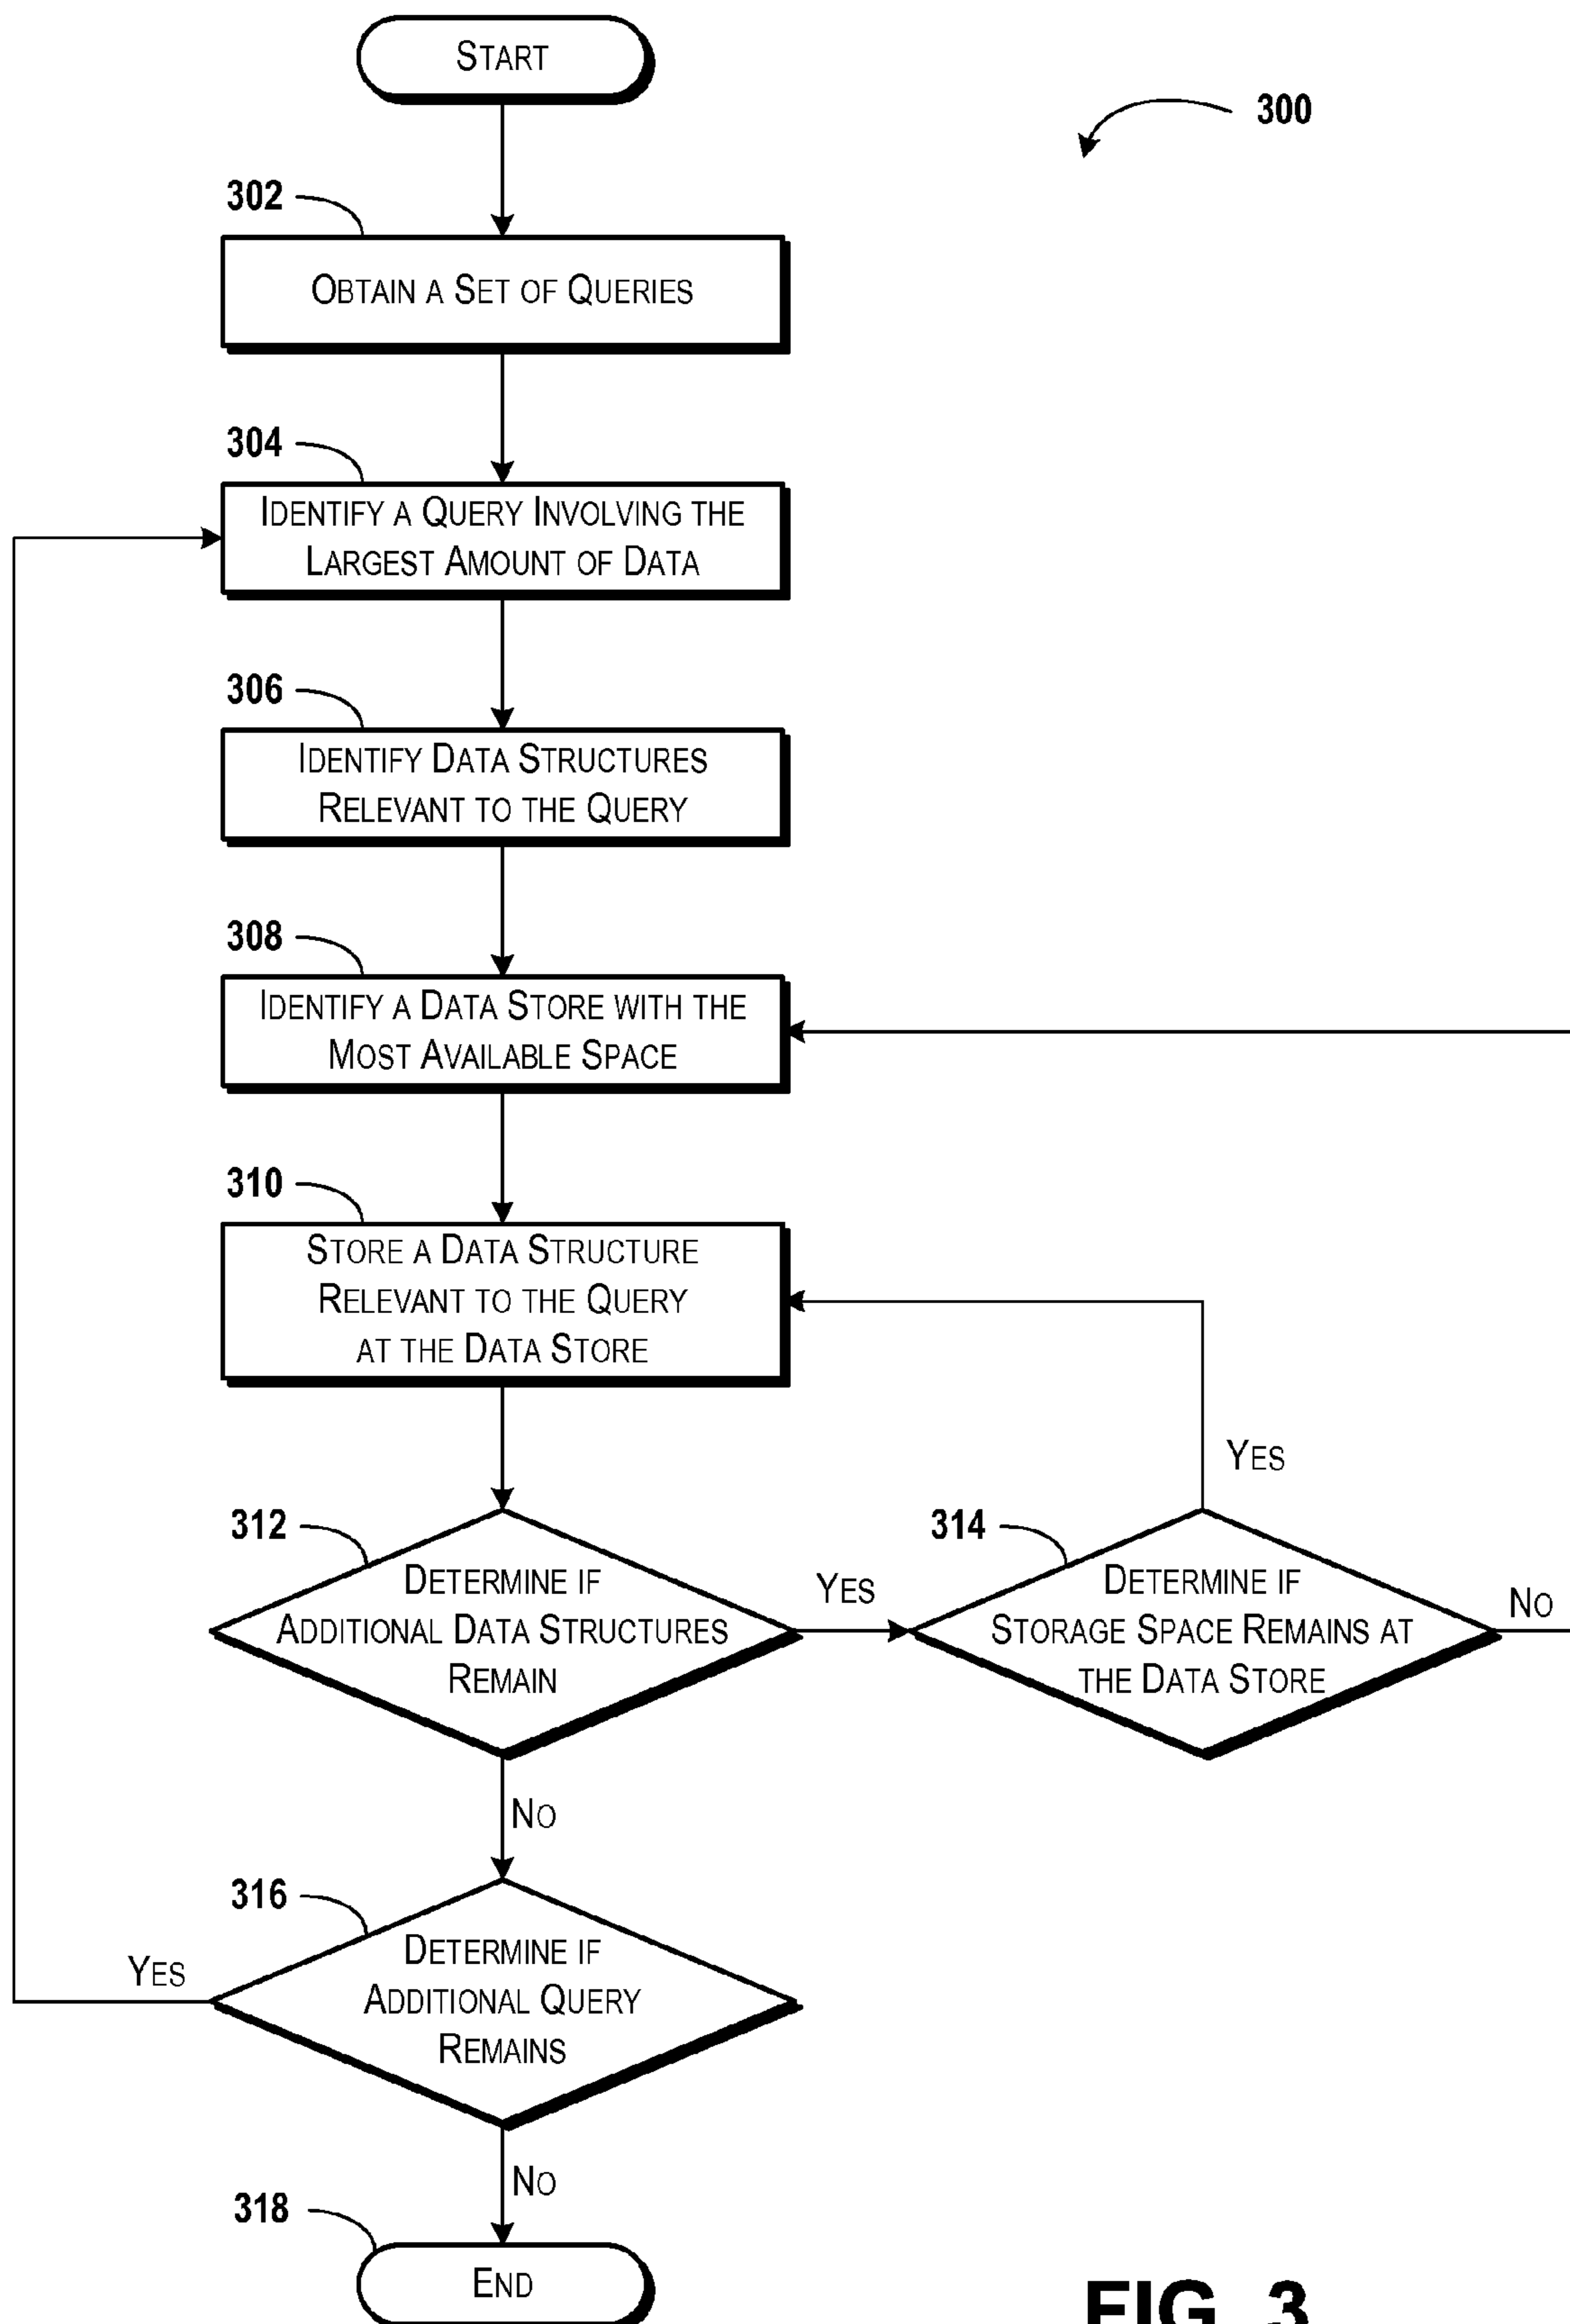 START
300
302
OBTAIN A SET OF QUERIES
304
IDENTIFY A QUERY INVOLVING THE
LARGEST AMOUNT OF DATA
306
IDENTIFY DATA STRUCTURES
RELEVANT TO THE QUERY
308
IDENTIFY A DATA STORE WITH THE
MOST AVAILABLE SPACE
310
STORE A DATA STRUCTURE
RELEVANT TO THE QUERY
AT THE DATA STORE
YES
312
DETERMINE IF
ADDITIONAL DATA STRUCTURES
REMAIN
YES
314
DETERMINE IF
STORAGE SPACE REMAINS AT
THE DATA STORE
NO
NO
316
DETERMINE IF
ADDITIONAL QUERY
REMAINS
YES
NO
318
END
FIG. 3